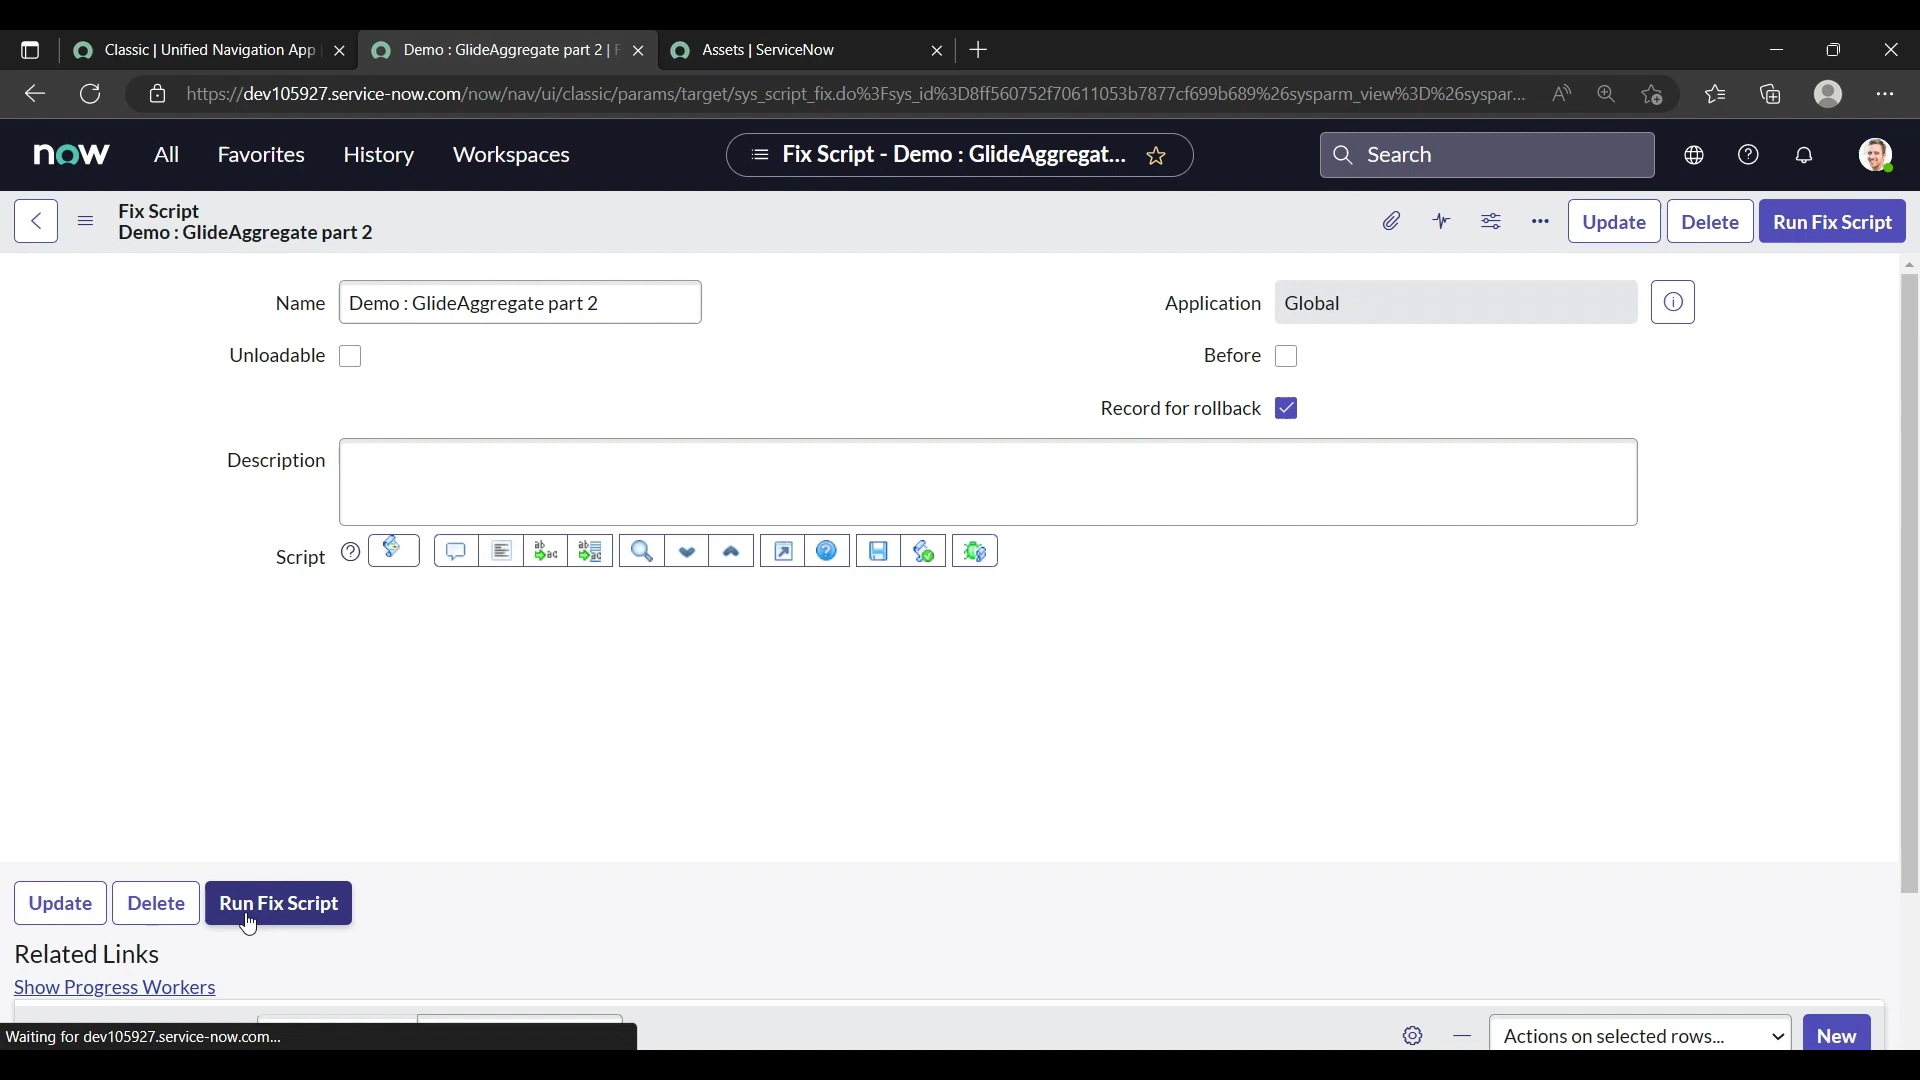 Classic | Unified Navigation App
Demo : GlideAggregate part 2 | F
Assets | ServiceNow
https://dev105927.service-now.com/now/nav/ui/classic/params/target/sys_script_fix.do%3Fsys_id%3D8ff560752f70611053b7877cf699b689%26sysparm_view%3D%26syspar...
now All Favorites History Workspaces
Fix Script - Demo : GlideAggregat...
Search
Fix Script
Demo : GlideAggregate part 2
Update Delete Run Fix Script
Name Demo : GlideAggregate part 2
Application Global
Unloadable
Before
Record for rollback
Description
Script
Update Delete Run Fix Script
Related Links
Show Progress Workers
Waiting for dev105927.service-now.com...
Actions on selected rows... New